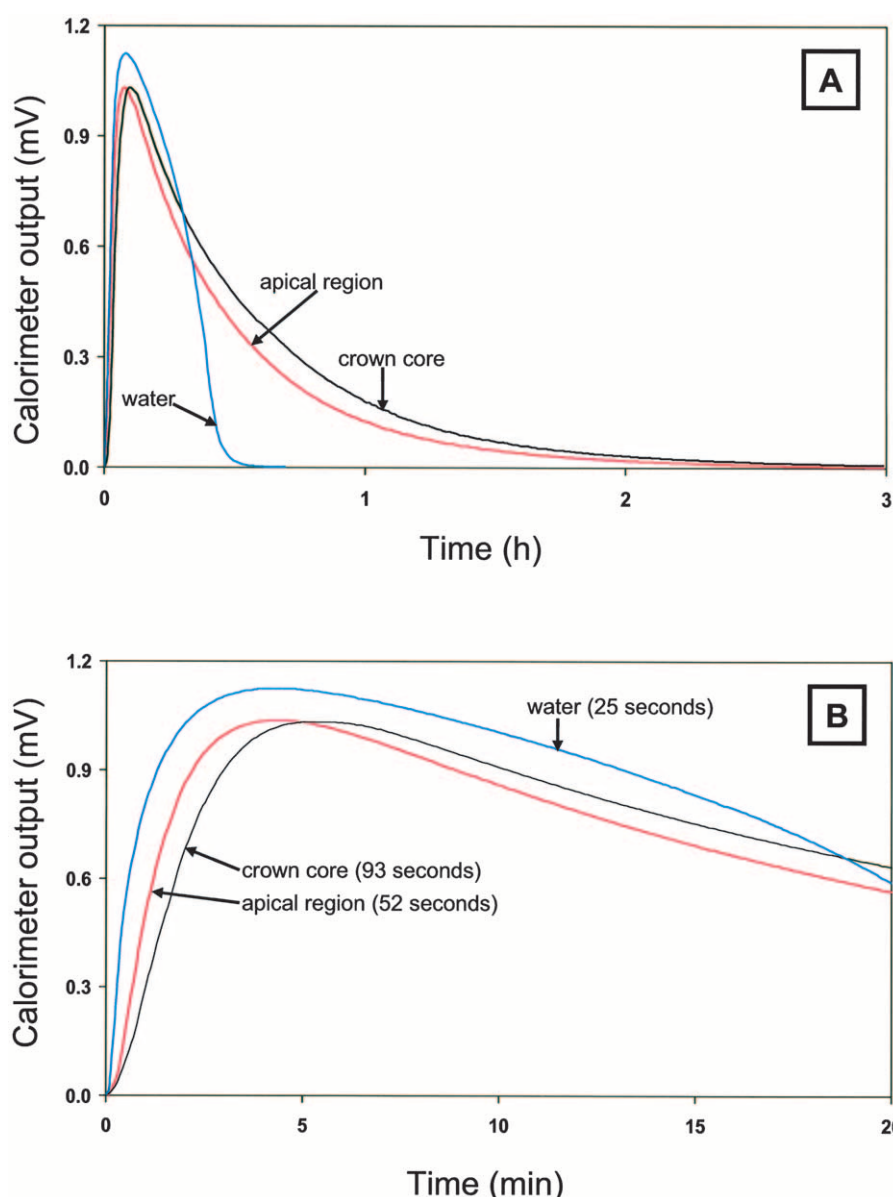 1.2
A
0.9
Calorimeter output (mV)
0.6
apical region
crown core
0.3
water
0.0
0
1
2
3
Time (h)
1.2
B
water (25 seconds)
0.9
Calorimeter output (mV)
crown core (93 seconds)
0.6
apical region (52 seconds)
0.3
0.0
0
5
10
15
20
Time (min)